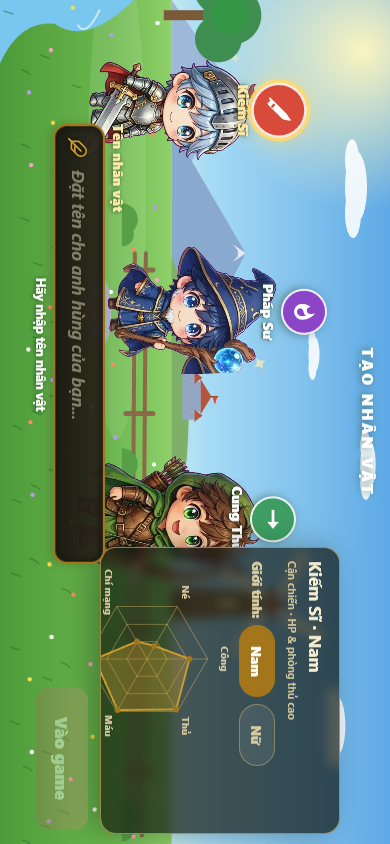 TẠO NHÂN VẬT
Kiếm Sĩ
Pháp Sư
Cung Thủ
Kiếm Sĩ · Nam
Cận chiến · HP & phòng thủ cao
Giới tính:
Nam
Nữ
Công
Né
Thủ
Chí mạng
Máu
Tên nhân vật
Đặt tên cho anh hùng của bạn...
Hãy nhập tên nhân vật
Vào game